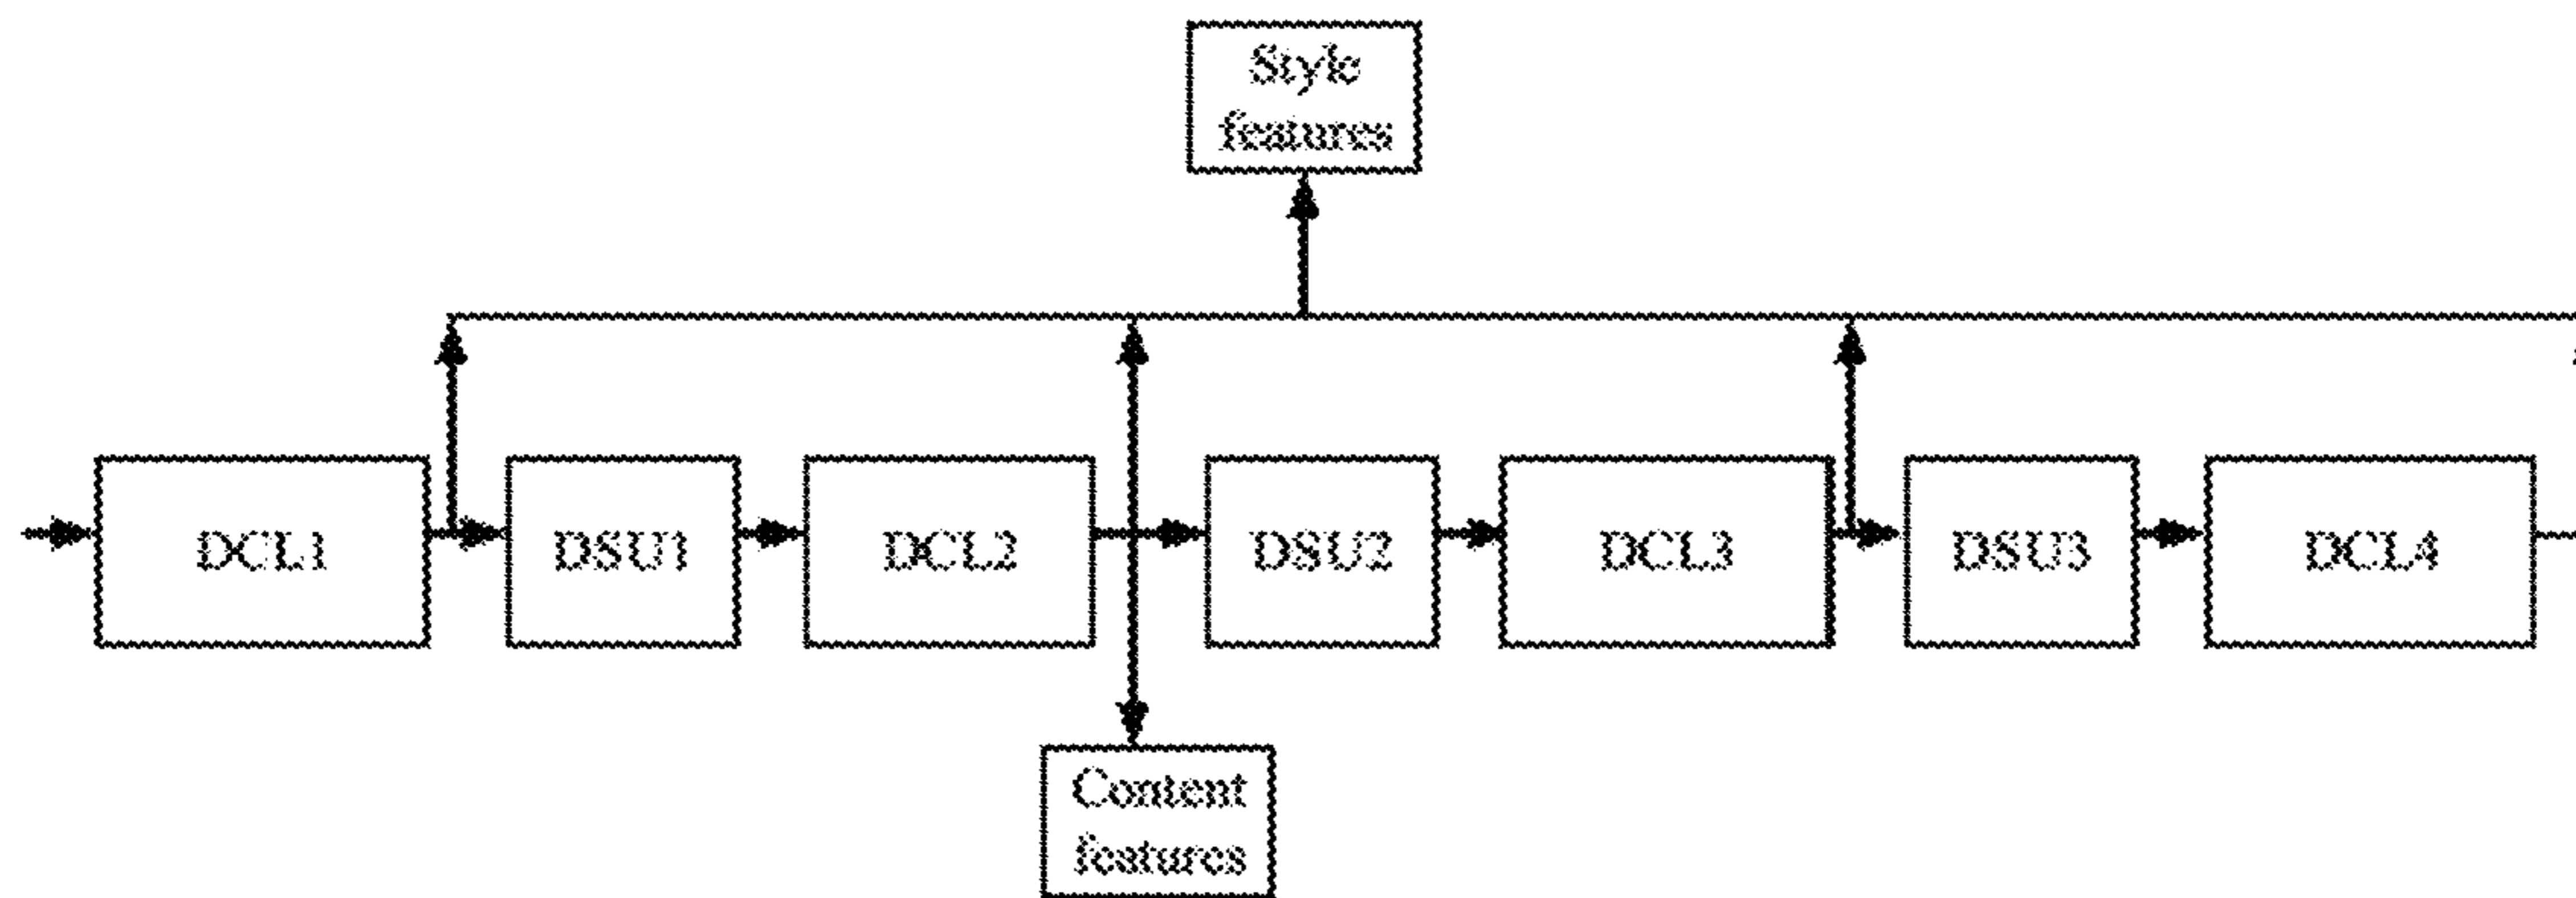 Style
features
DCL1
DSU1
DCL2
DSU2
DCL3
DSU3
DCL4
Content
features